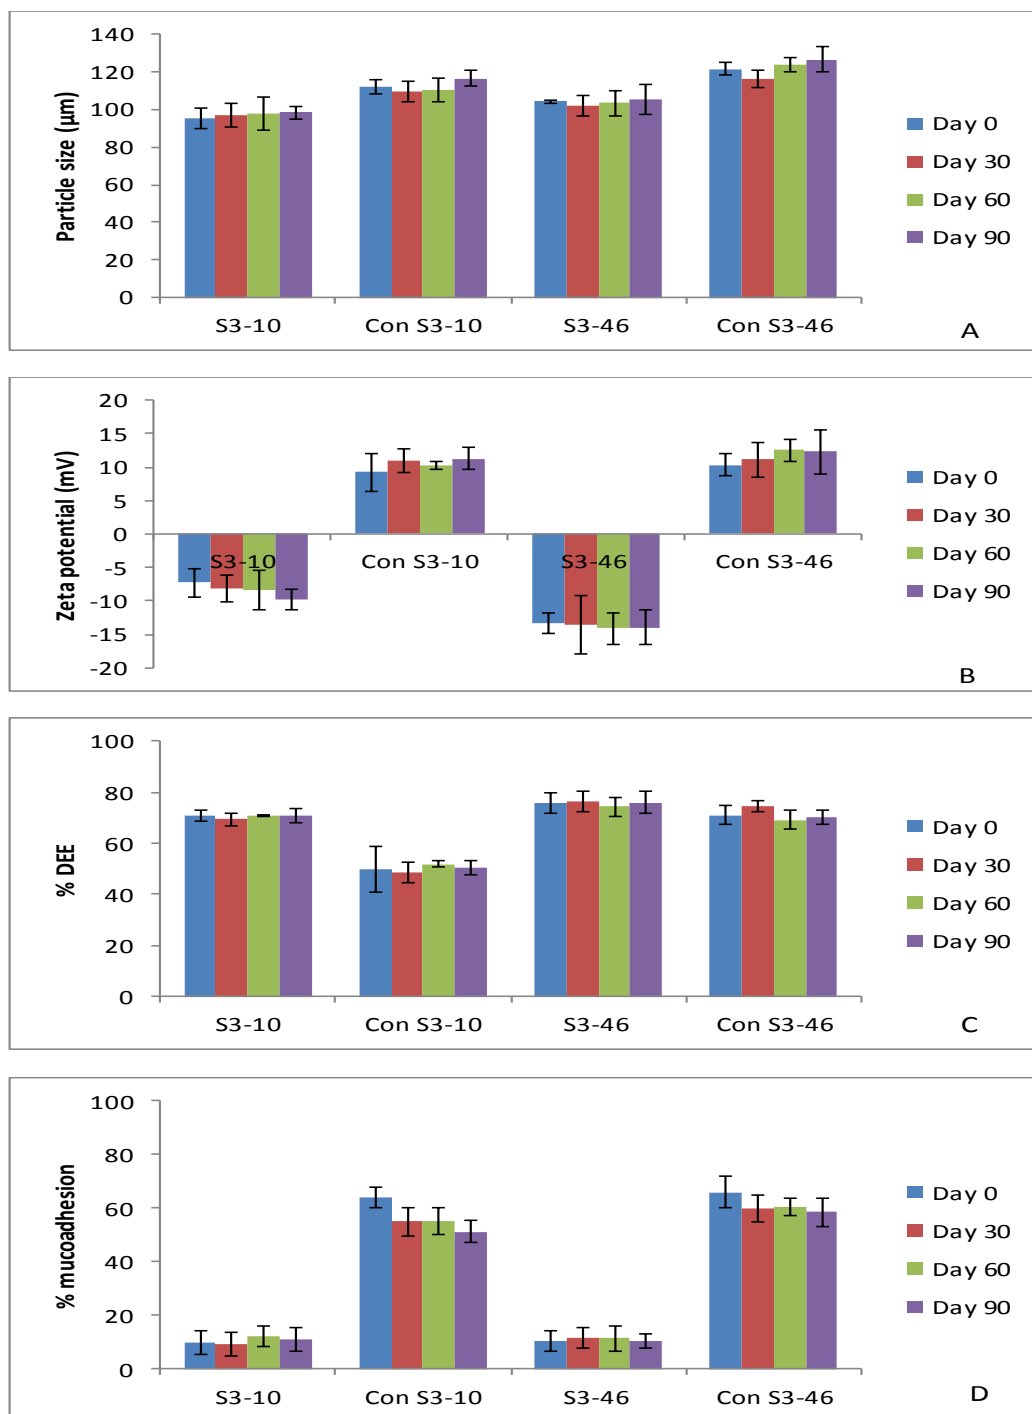 140
120
100
80
60
40
20
0
Particle size (µm)
S3-10 Con S3-10 S3-46 Con S3-46
Day 0
Day 30
Day 60
Day 90
A
20
15
10
5
0
-5
-10
-15
-20
Zeta potential (mV)
S3-10 Con S3-10 S3-46 Con S3-46
Day 0
Day 30
Day 60
Day 90
B
100
80
60
40
20
0
% DEE
S3-10 Con S3-10 S3-46 Con S3-46
Day 0
Day 30
Day 60
Day 90
C
100
80
60
40
20
0
% mucoadhesion
S3-10 Con S3-10 S3-46 Con S3-46
Day 0
Day 30
Day 60
Day 90
D